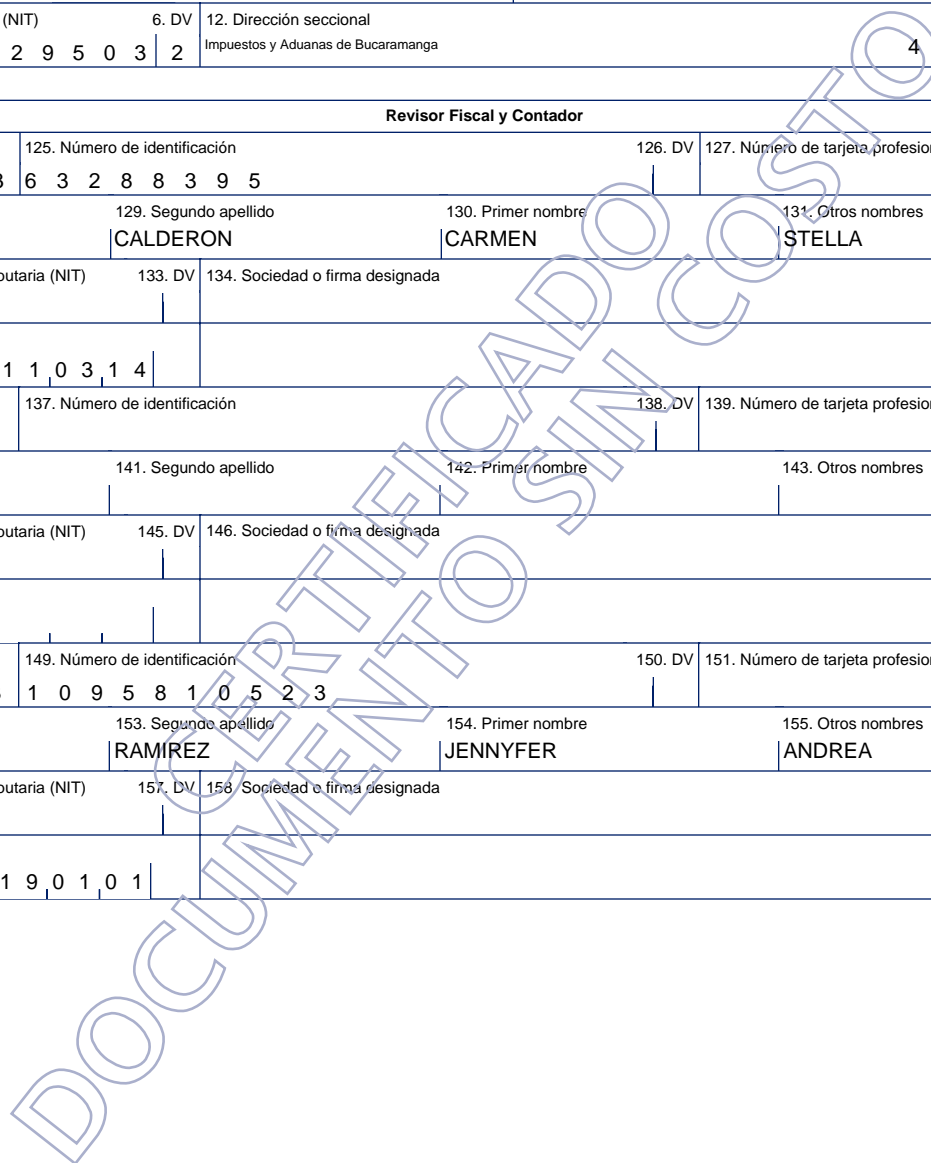 (NIT) 6. DV 12. Dirección seccional
2 9 5 0 3 2 Impuestos y Aduanas de Bucaramanga 4
Revisor Fiscal y Contador
125. Número de identificación 126. DV 127. Número de tarjeta profesion
6 3 2 8 8 3 9 5
129. Segundo apellido 130. Primer nombre 131. Otros nombres
CALDERON CARMEN STELLA
butaria (NIT) 133. DV 134. Sociedad o firma designada
1 1 0 3 1 4
137. Número de identificación 138. DV 139. Número de tarjeta profesion
141. Segundo apellido 142. Primer nombre 143. Otros nombres
butaria (NIT) 145. DV 146. Sociedad o firma designada
149. Número de identificación 150. DV 151. Número de tarjeta profesion
1 0 9 5 8 1 0 5 2 3
153. Segundo apellido 154. Primer nombre 155. Otros nombres
RAMIREZ JENNYFER ANDREA
butaria (NIT) 157. DV 158. Sociedad o firma designada
1 9 0 1 0 1
CERTIFICADO
DOCUMENTO SIN COSTO